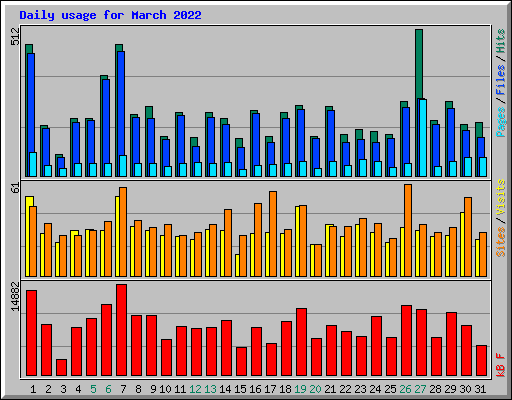 Daily usage for March 2022
512
Pages / Files / Hits
61
Sites / Visits
14882
kB F
1 2 3 4 5 6 7 8 9 10 11 12 13 14 15 16 17 18 19 20 21 22 23 24 25 26 27 28 29 30 31